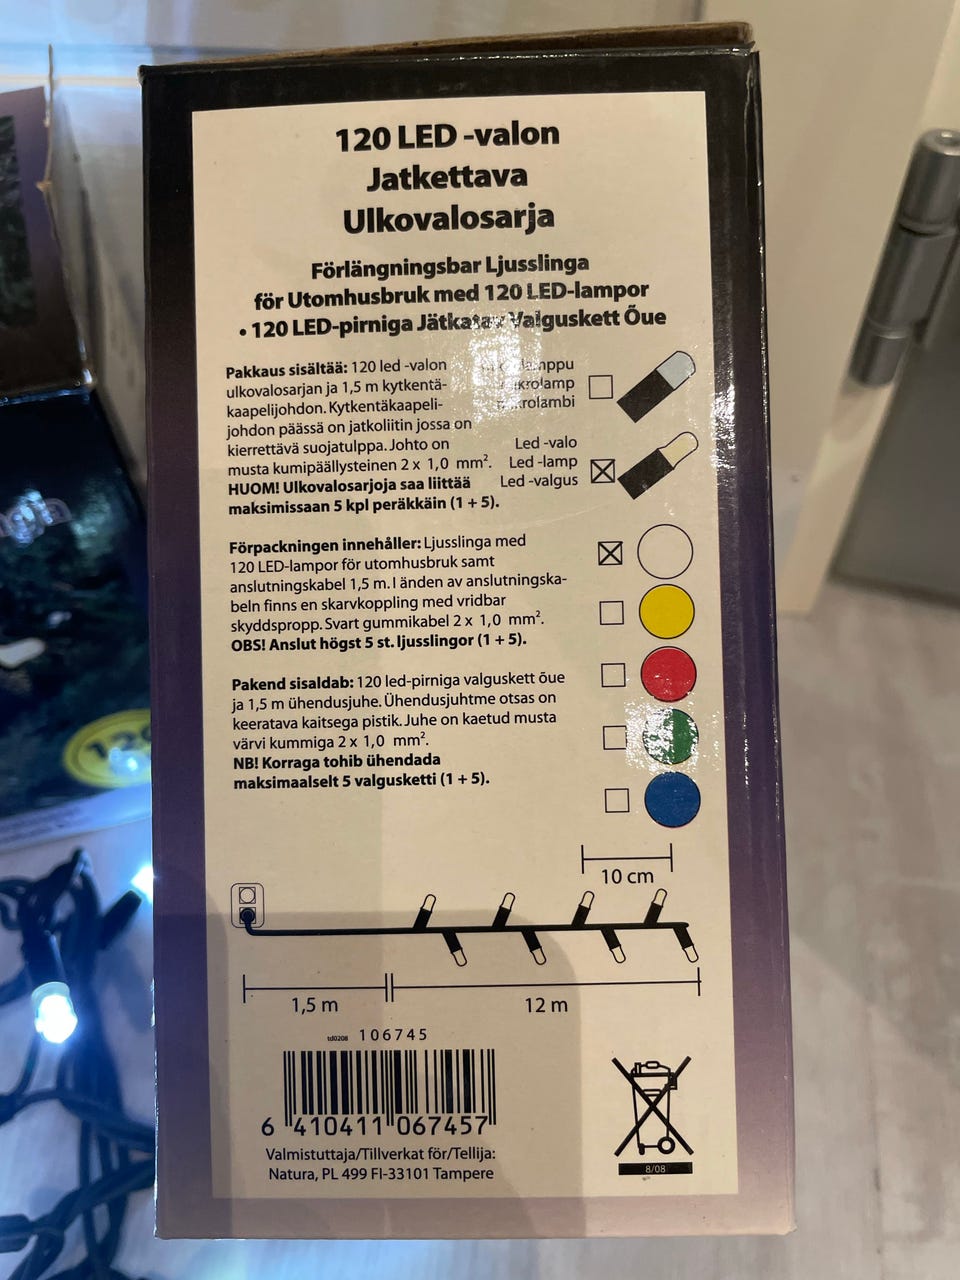 120 LED -valon
Jatkettava
Ulkovalosarja
Förlängningsbar Ljusslinga
för Utomhusbruk med 120 LED-lampor
• 120 LED-pirniga Jätkatav Valguskett Õue
Pakkaus sisältää: 120 led -valon
ulkovalosarjan ja 1,5 m kytkentä-
kaapelijohdon. Kytkentäkaapeli-
johdon päässä on jatkoliitin jossa on
kierrettävä suojatulppa. Johto on
musta kumipäällysteinen 2 x 1,0 mm².
HUOM! Ulkovalosarjoja saa liittää
maksimissaan 5 kpl peräkkäin (1 + 5).
Led -valo
Led -lamp
Led -valgus
Förpackningen innehåller: Ljusslinga med
120 LED-lampor för utomhusbruk samt
anslutningskabel 1,5 m. I änden av anslutningska-
beln finns en skarvkoppling med vridbar
skyddspropp. Svart gummikabel 2 x 1,0 mm².
OBS! Anslut högst 5 st. ljusslingor (1 + 5).
Pakend sisaldab: 120 led-pirniga valguskett õue
ja 1,5 m ühendusjuhe. Ühendusjuhtme otsas on
keeratava kaitsega pistik. Juhe on kaetud musta
värvi kummiga 2 x 1,0 mm².
NB! Korraga tohib ühendada
maksimaalselt 5 valgusketti (1 + 5).
10 cm
1,5 m
12 m
td0208 106745
6 410411 067457
Valmistuttaja/Tillverkat för/Tellija:
Natura, PL 499 FI-33101 Tampere
8/08